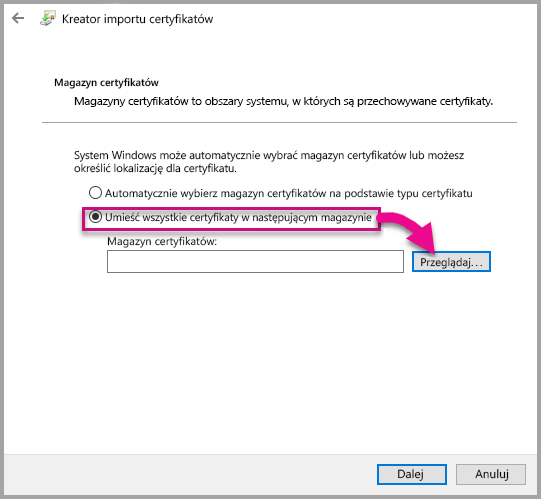 Kreator importu certyfikatów
Magazyn certyfikatów
Magazyny certyfikatów to obszary systemu, w których są przechowywane certyfikaty.
System Windows może automatycznie wybrać magazyn certyfikatów lub możesz
określić lokalizację dla certyfikatu.
Automatycznie wybierz magazyn certyfikatów na podstawie typu certyfikatu
Umieść wszystkie certyfikaty w następującym magazynie
Magazyn certyfikatów:
Przeglądaj...
Dalej
Anuluj